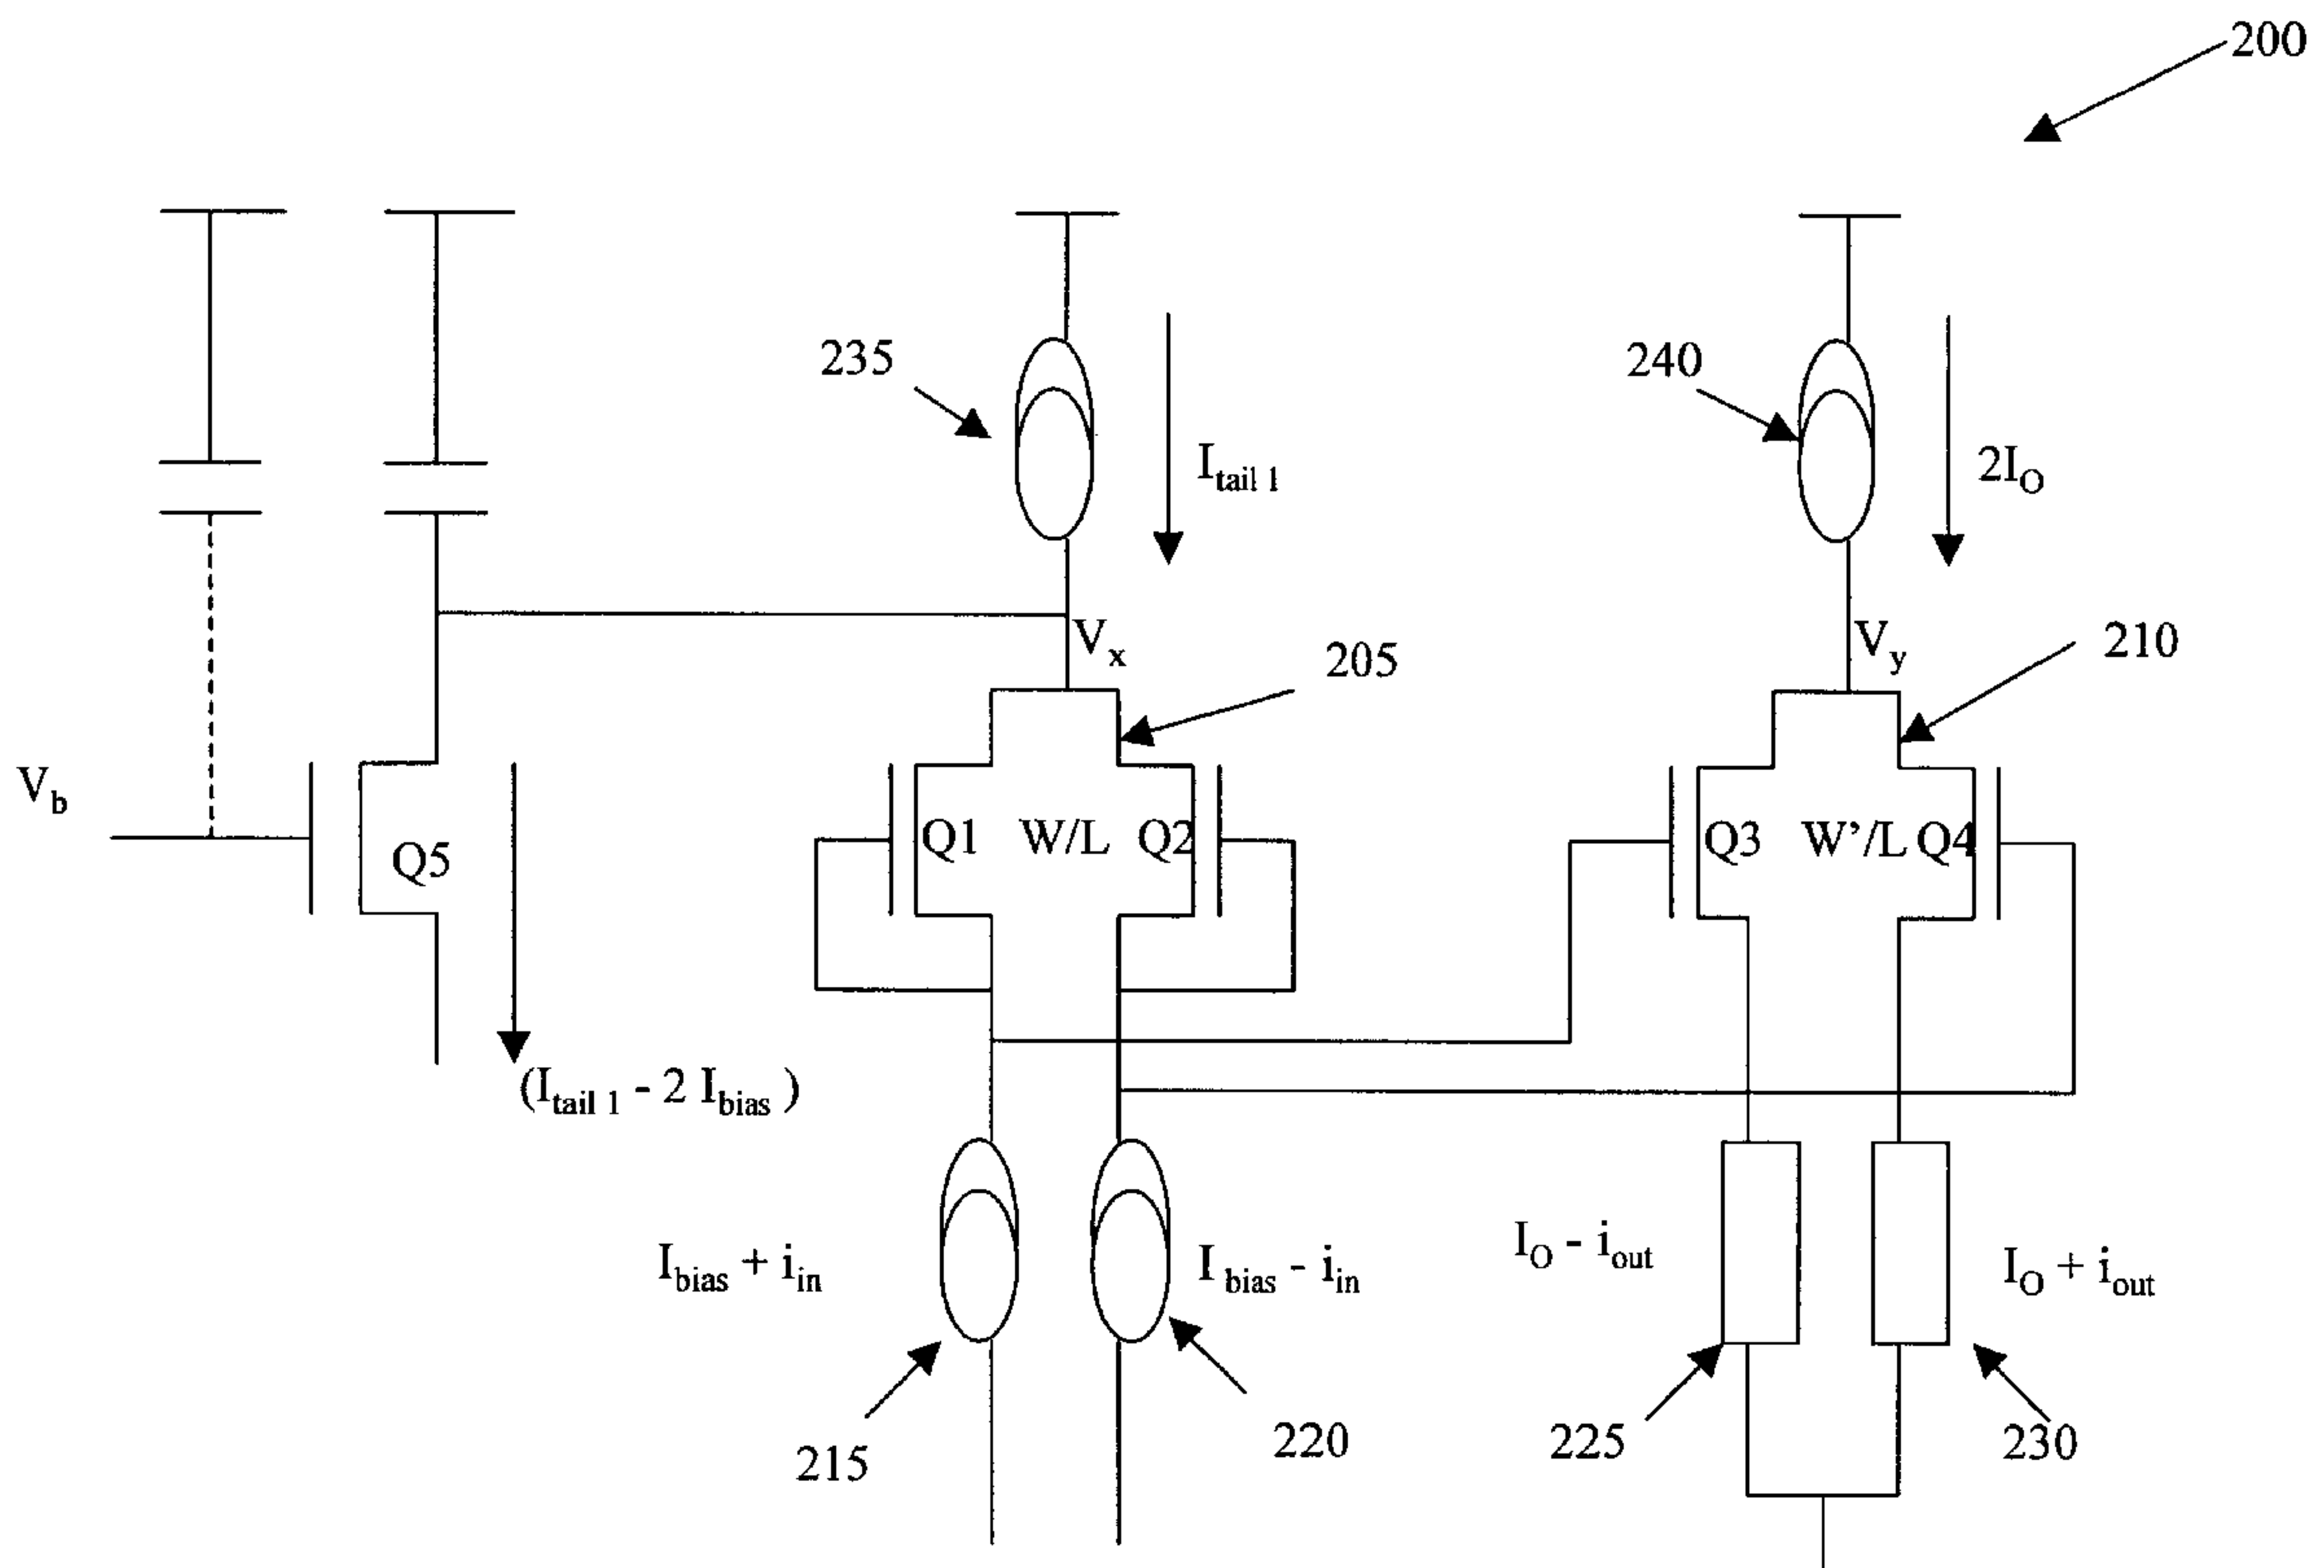 200
235
I_tail 1
240
2I_O
V_x
205
V_y
210
V_b
Q5
Q1
W/L
Q2
Q3
W’/L
Q4
(I_tail 1 - 2 I_bias )
I_bias + i_in
I_bias - i_in
I_O - i_out
I_O + i_out
215
220
225
230